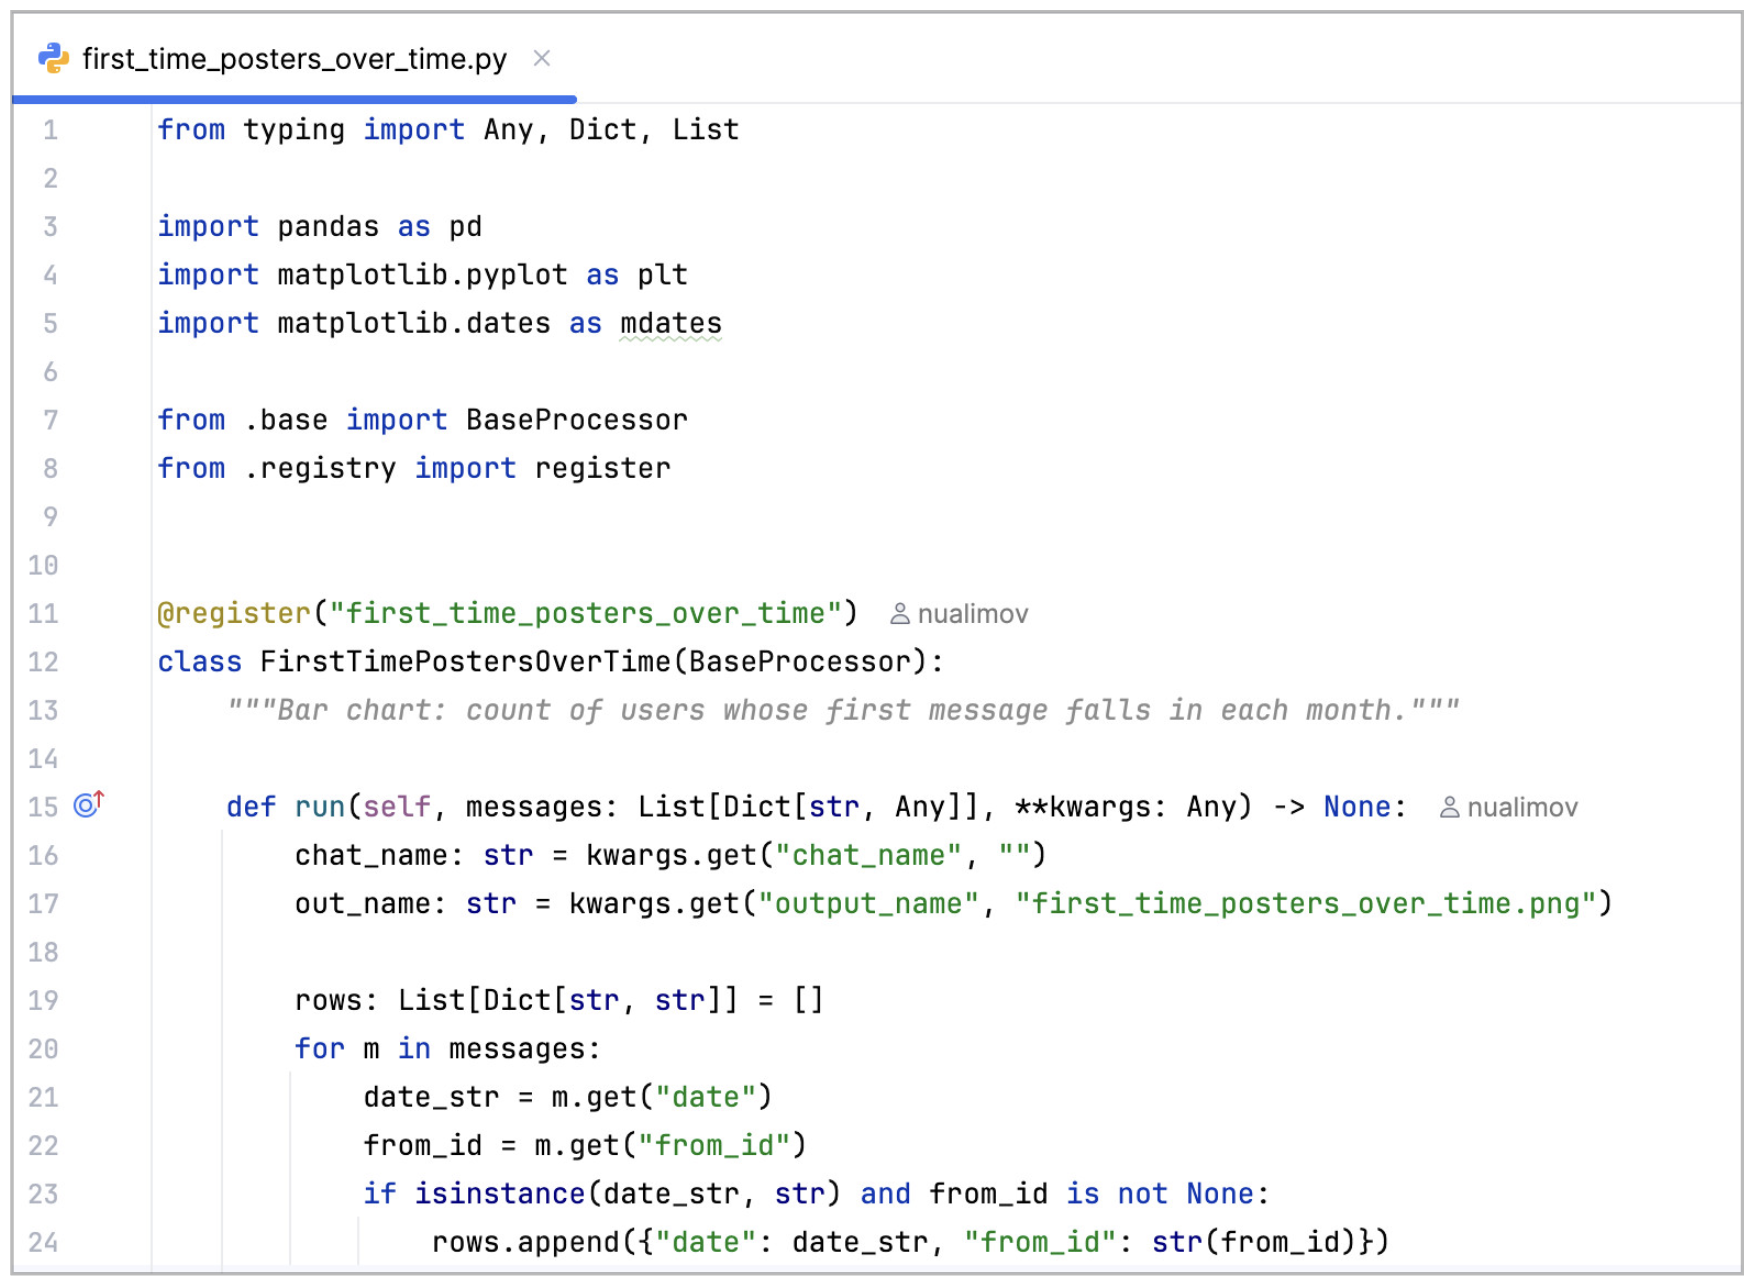 first_time_posters_over_time.py
1 from typing import Any, Dict, List
2
3 import pandas as pd
4 import matplotlib.pyplot as plt
5 import matplotlib.dates as mdates
6
7 from .base import BaseProcessor
8 from .registry import register
9
10
11 @register("first_time_posters_over_time") nualimov
12 class FirstTimePostersOverTime(BaseProcessor):
13     """Bar chart: count of users whose first message falls in each month."""
14
15     def run(self, messages: List[Dict[str, Any]], **kwargs: Any) -> None: nualimov
16         chat_name: str = kwargs.get("chat_name", "")
17         out_name: str = kwargs.get("output_name", "first_time_posters_over_time.png")
18
19         rows: List[Dict[str, str]] = []
20         for m in messages:
21             date_str = m.get("date")
22             from_id = m.get("from_id")
23             if isinstance(date_str, str) and from_id is not None:
24                 rows.append({"date": date_str, "from_id": str(from_id)})